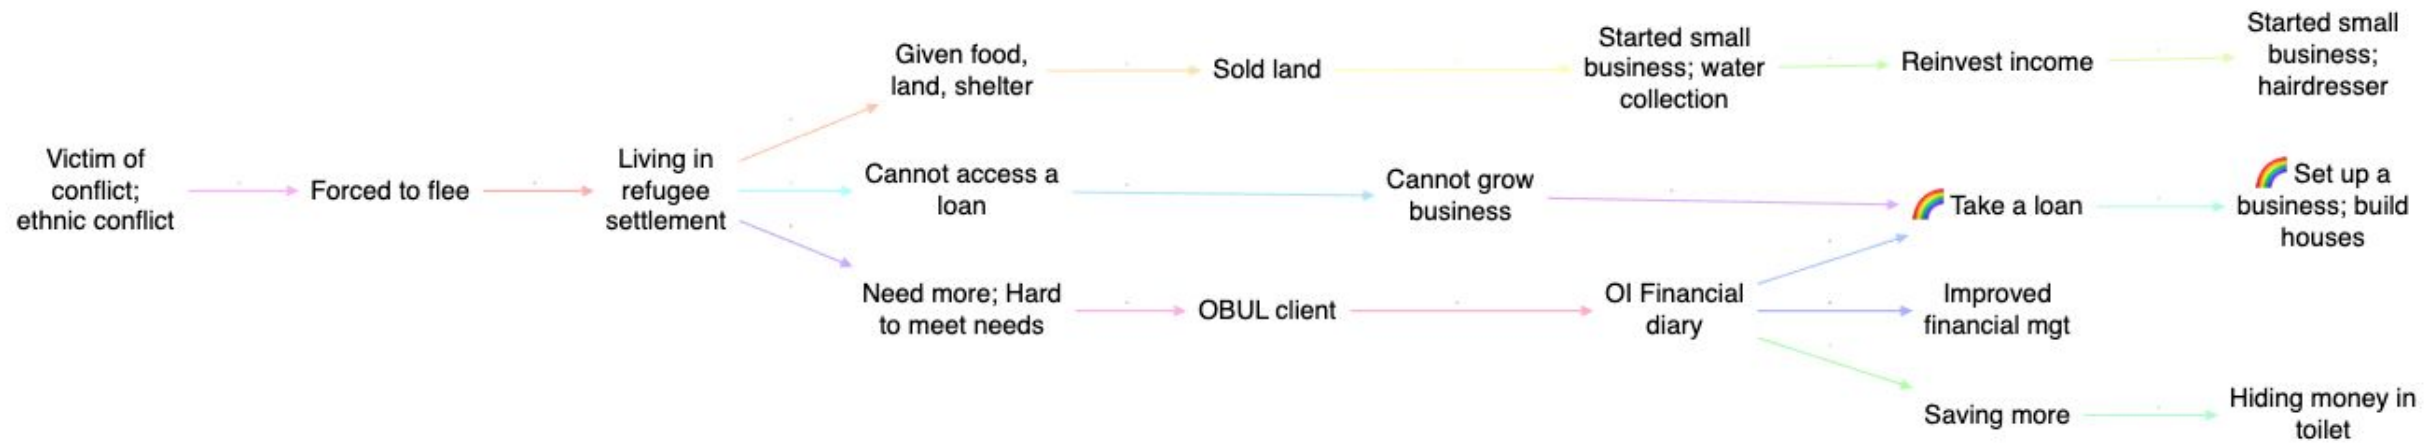 Victim of
conflict;
ethnic conflict
Forced to flee
Living in
refugee
settlement
Given food,
land, shelter
Sold land
Started small
business; water
collection
Reinvest income
Started small
business;
hairdresser
Cannot access a
loan
Cannot grow
business
🌈 Take a loan
🌈 Set up a
business; build
houses
Need more; Hard
to meet needs
OBUL client
OI Financial
diary
Improved
financial mgt
Saving more
Hiding money in
toilet